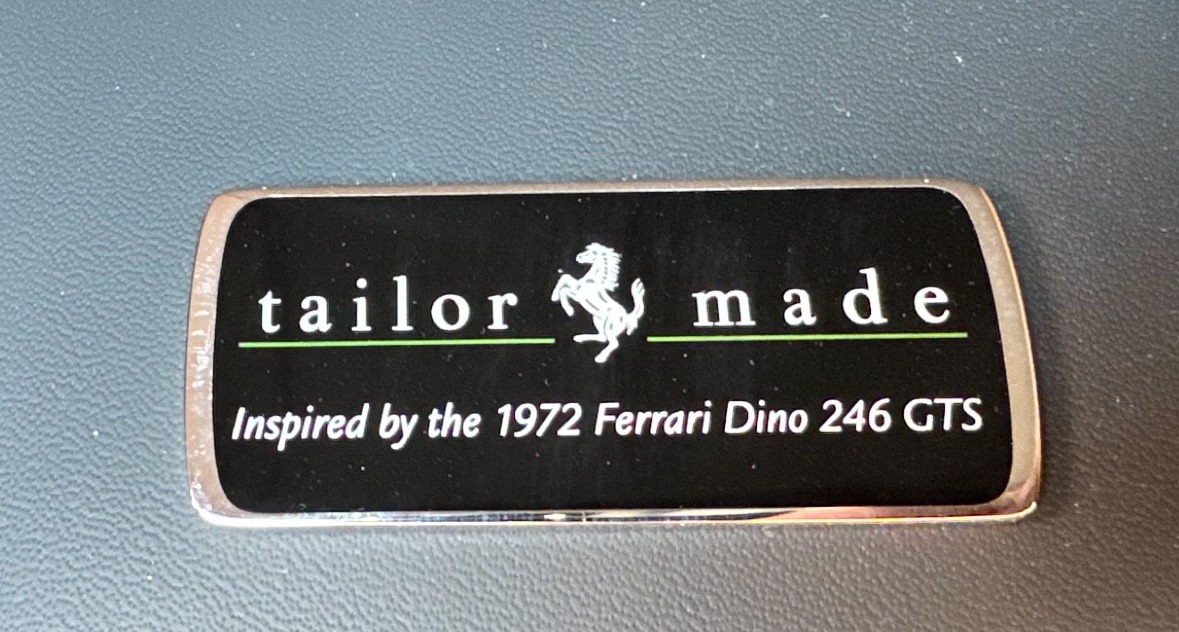 tailor made
Inspired by the 1972 Ferrari Dino 246 GTS